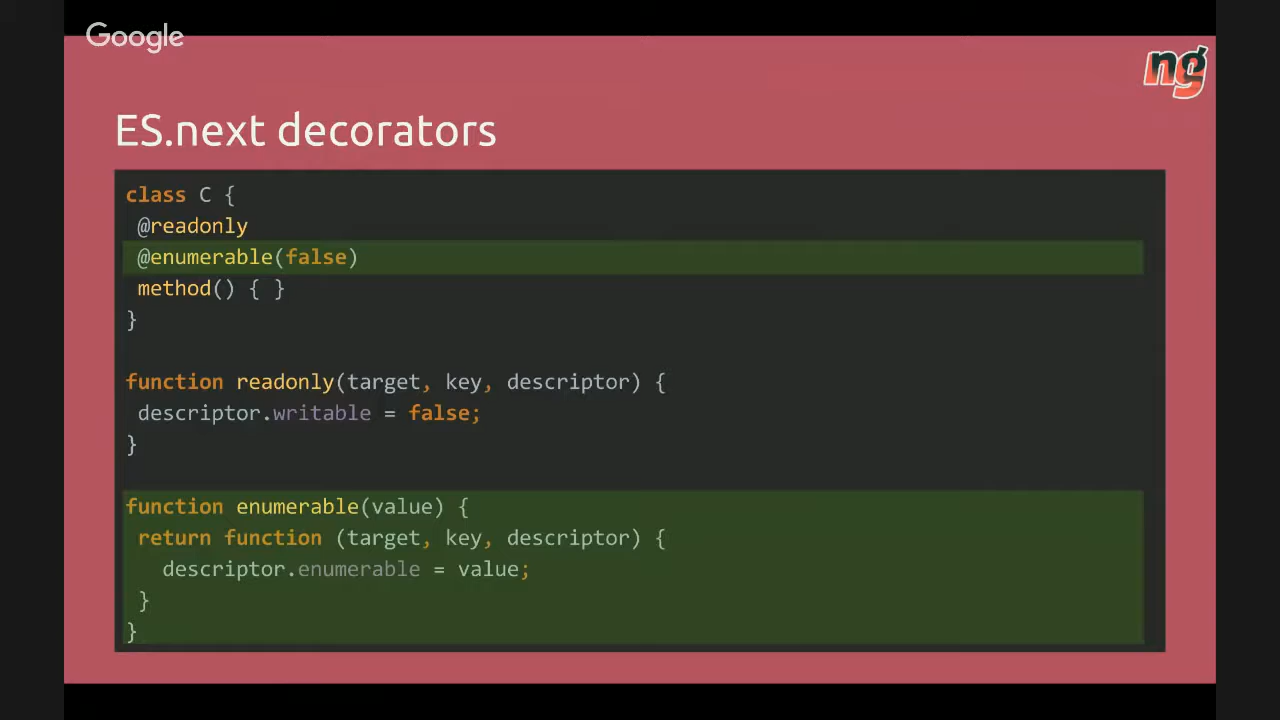 Google
ng
ES.next decorators
class C {
@readonly
@enumerable(false)
method() { }
}
function readonly(target, key, descriptor) {
descriptor.writable = false;
}
function enumerable(value) {
return function (target, key, descriptor) {
descriptor.enumerable = value;
}
}